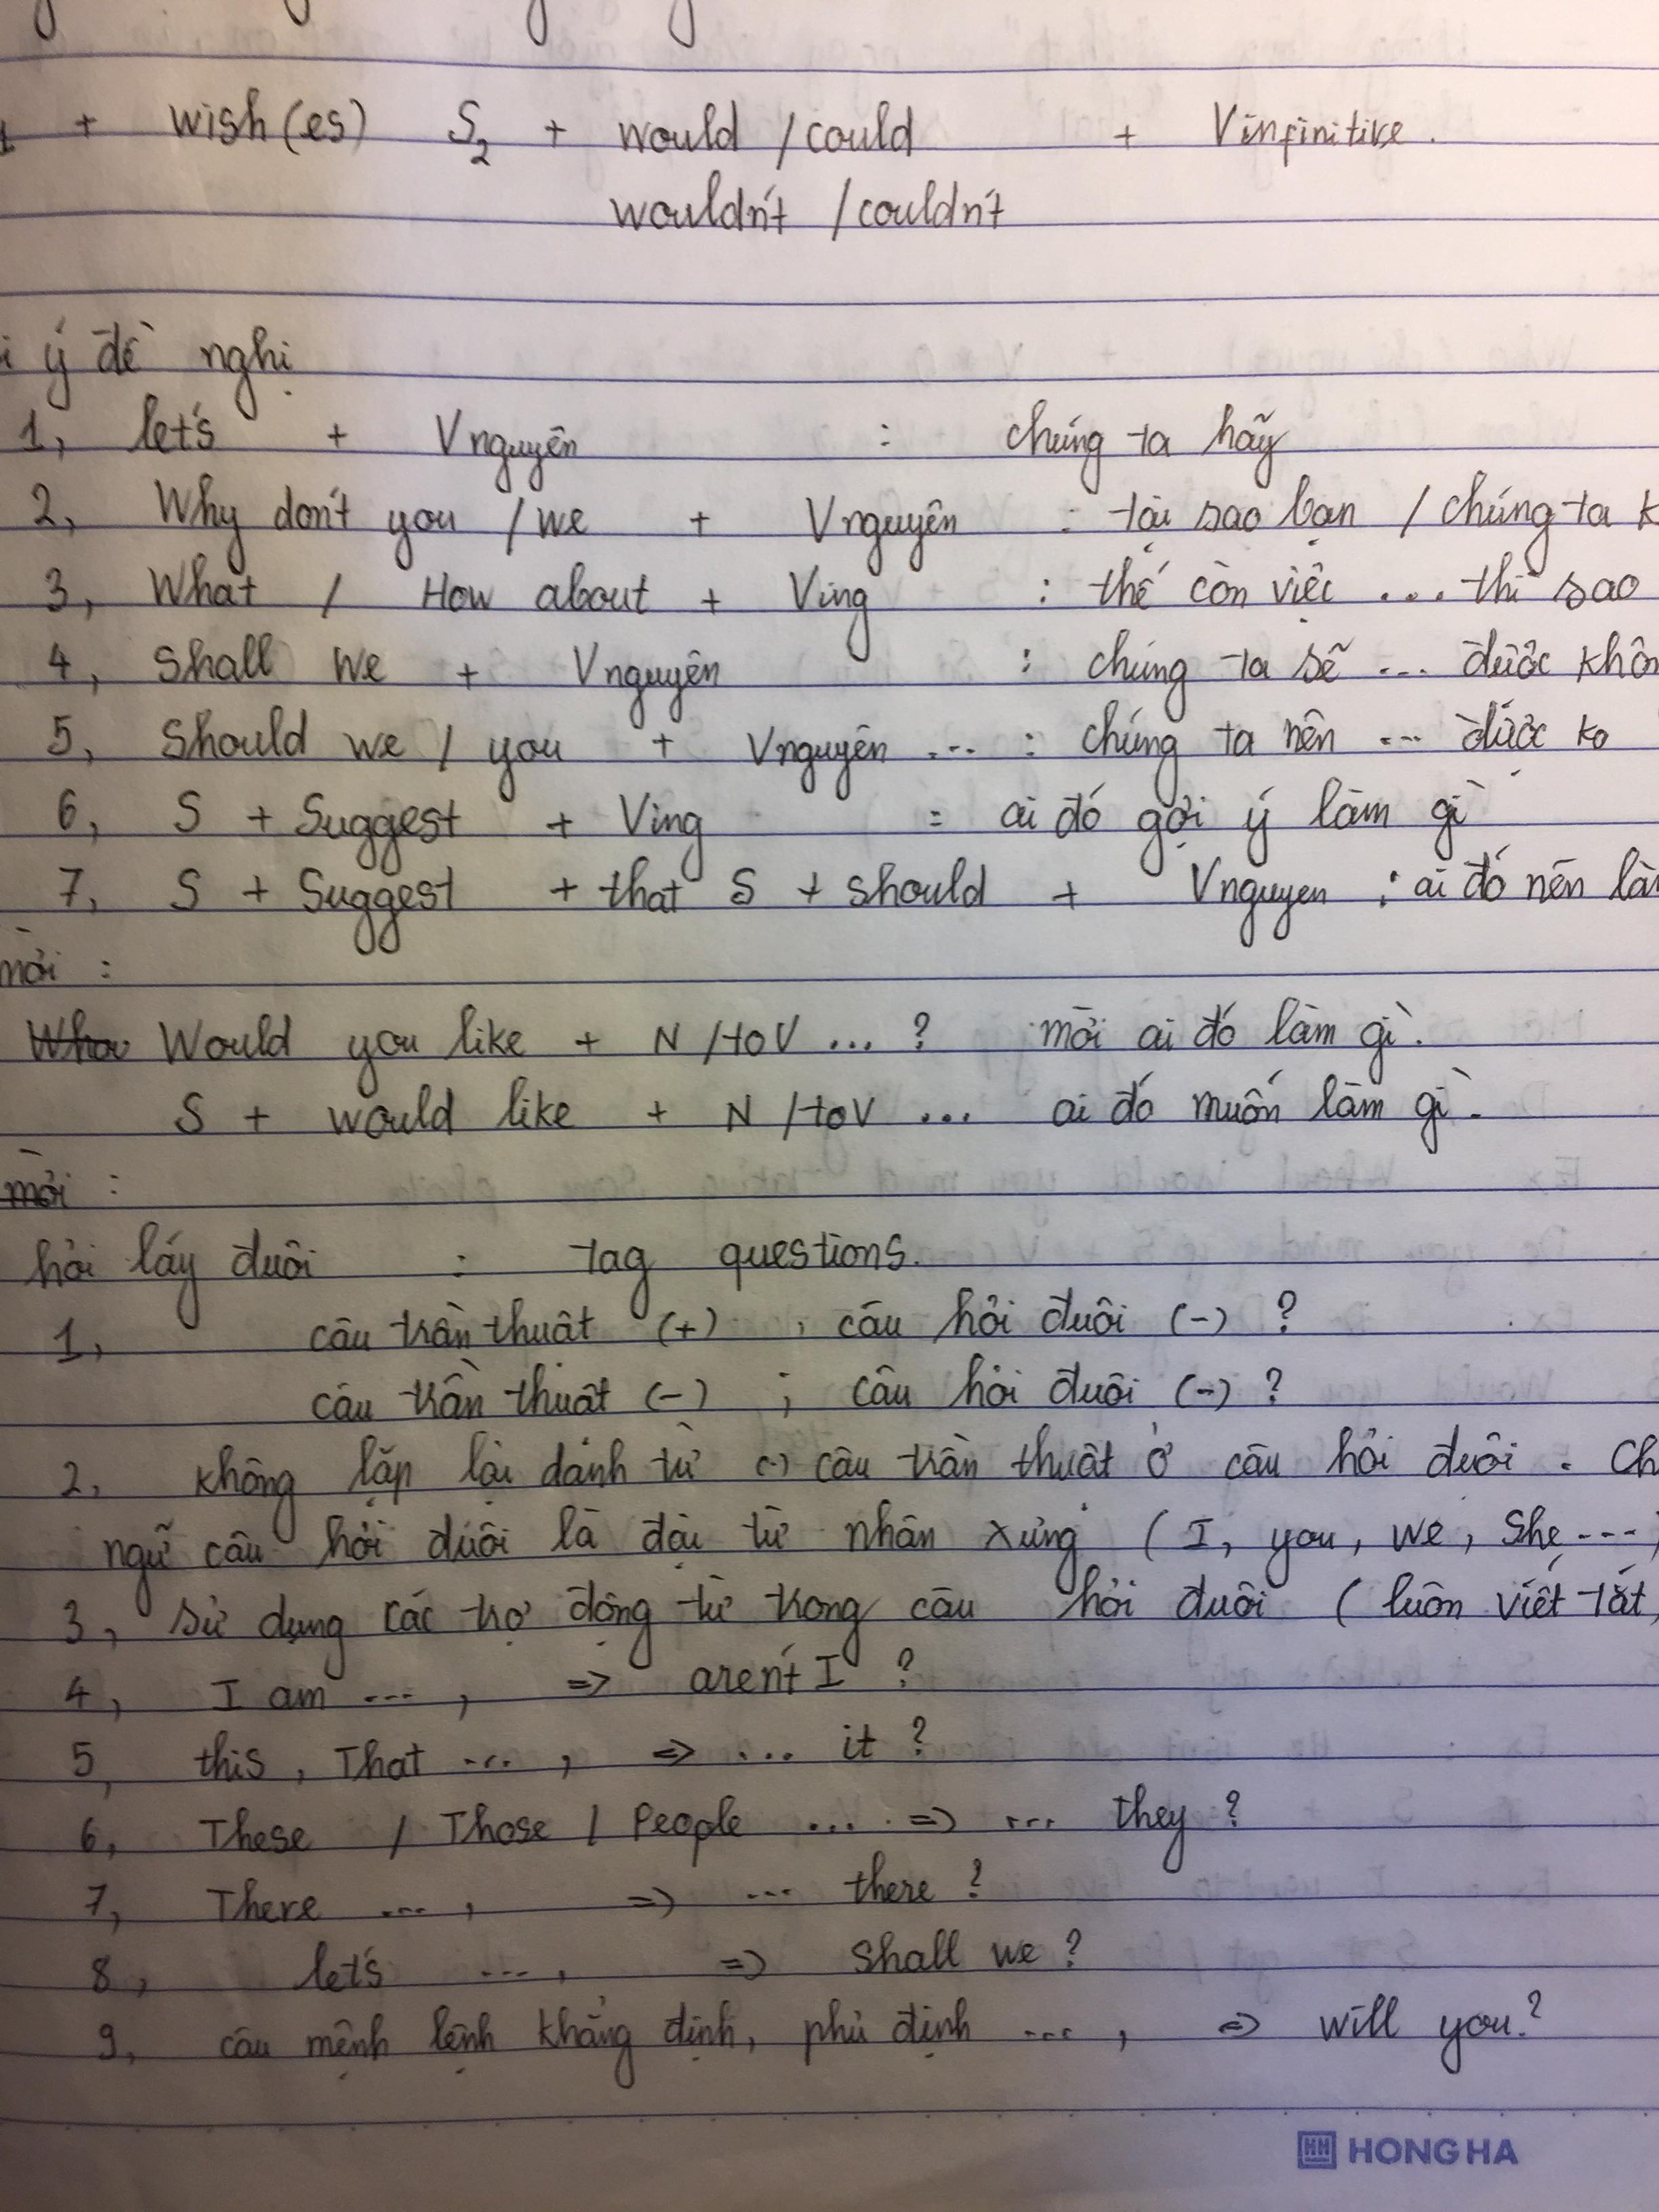 + wish(es) S2 + would / could + Vinfinitive.
wouldn't / couldn't
ý đề nghị
1, let's + Vnguyên : chúng ta hãy
2, Why don't you / we + Vnguyên : tại sao bạn / chúng ta k
3, What / How about + Ving : thế còn việc ... thì sao
4, Shall we + Vnguyên : chúng ta sẽ ... được khôn
5, Should we / you + Vnguyên ... : chúng ta nên ... được ko
6, S + Suggest + Ving : ai đó gợi ý làm gì
7, S + Suggest + that S + should + Vnguyen : ai đó nên làm
mời :
Would you like + N / to V ... ? mời ai đó làm gì.
S + would like + N / to V ... ai đó muốn làm gì.
mời :
hỏi láy đuôi : tag questions.
1, câu trần thuật (+) , câu hỏi đuôi (-) ?
câu trần thuật (-) ; câu hỏi đuôi (-) ?
2, không lặp lại danh từ (-) câu trần thuật ở câu hỏi đuôi . Ch
ngữ câu hỏi đuôi là đại từ nhân xưng ( I, you, we, She ...
3, sử dụng các trợ động từ trong câu hỏi đuôi ( luôn viết tắt
4, I am ... , => aren't I ?
5, this, That ... , => ... it ?
6, These / Those / People ... => ... they ?
7, There ... , => ... there ?
8, let's ... , => Shall we ?
9, câu mệnh lệnh khẳng định, phủ định ... , => will you ?
HONG HA